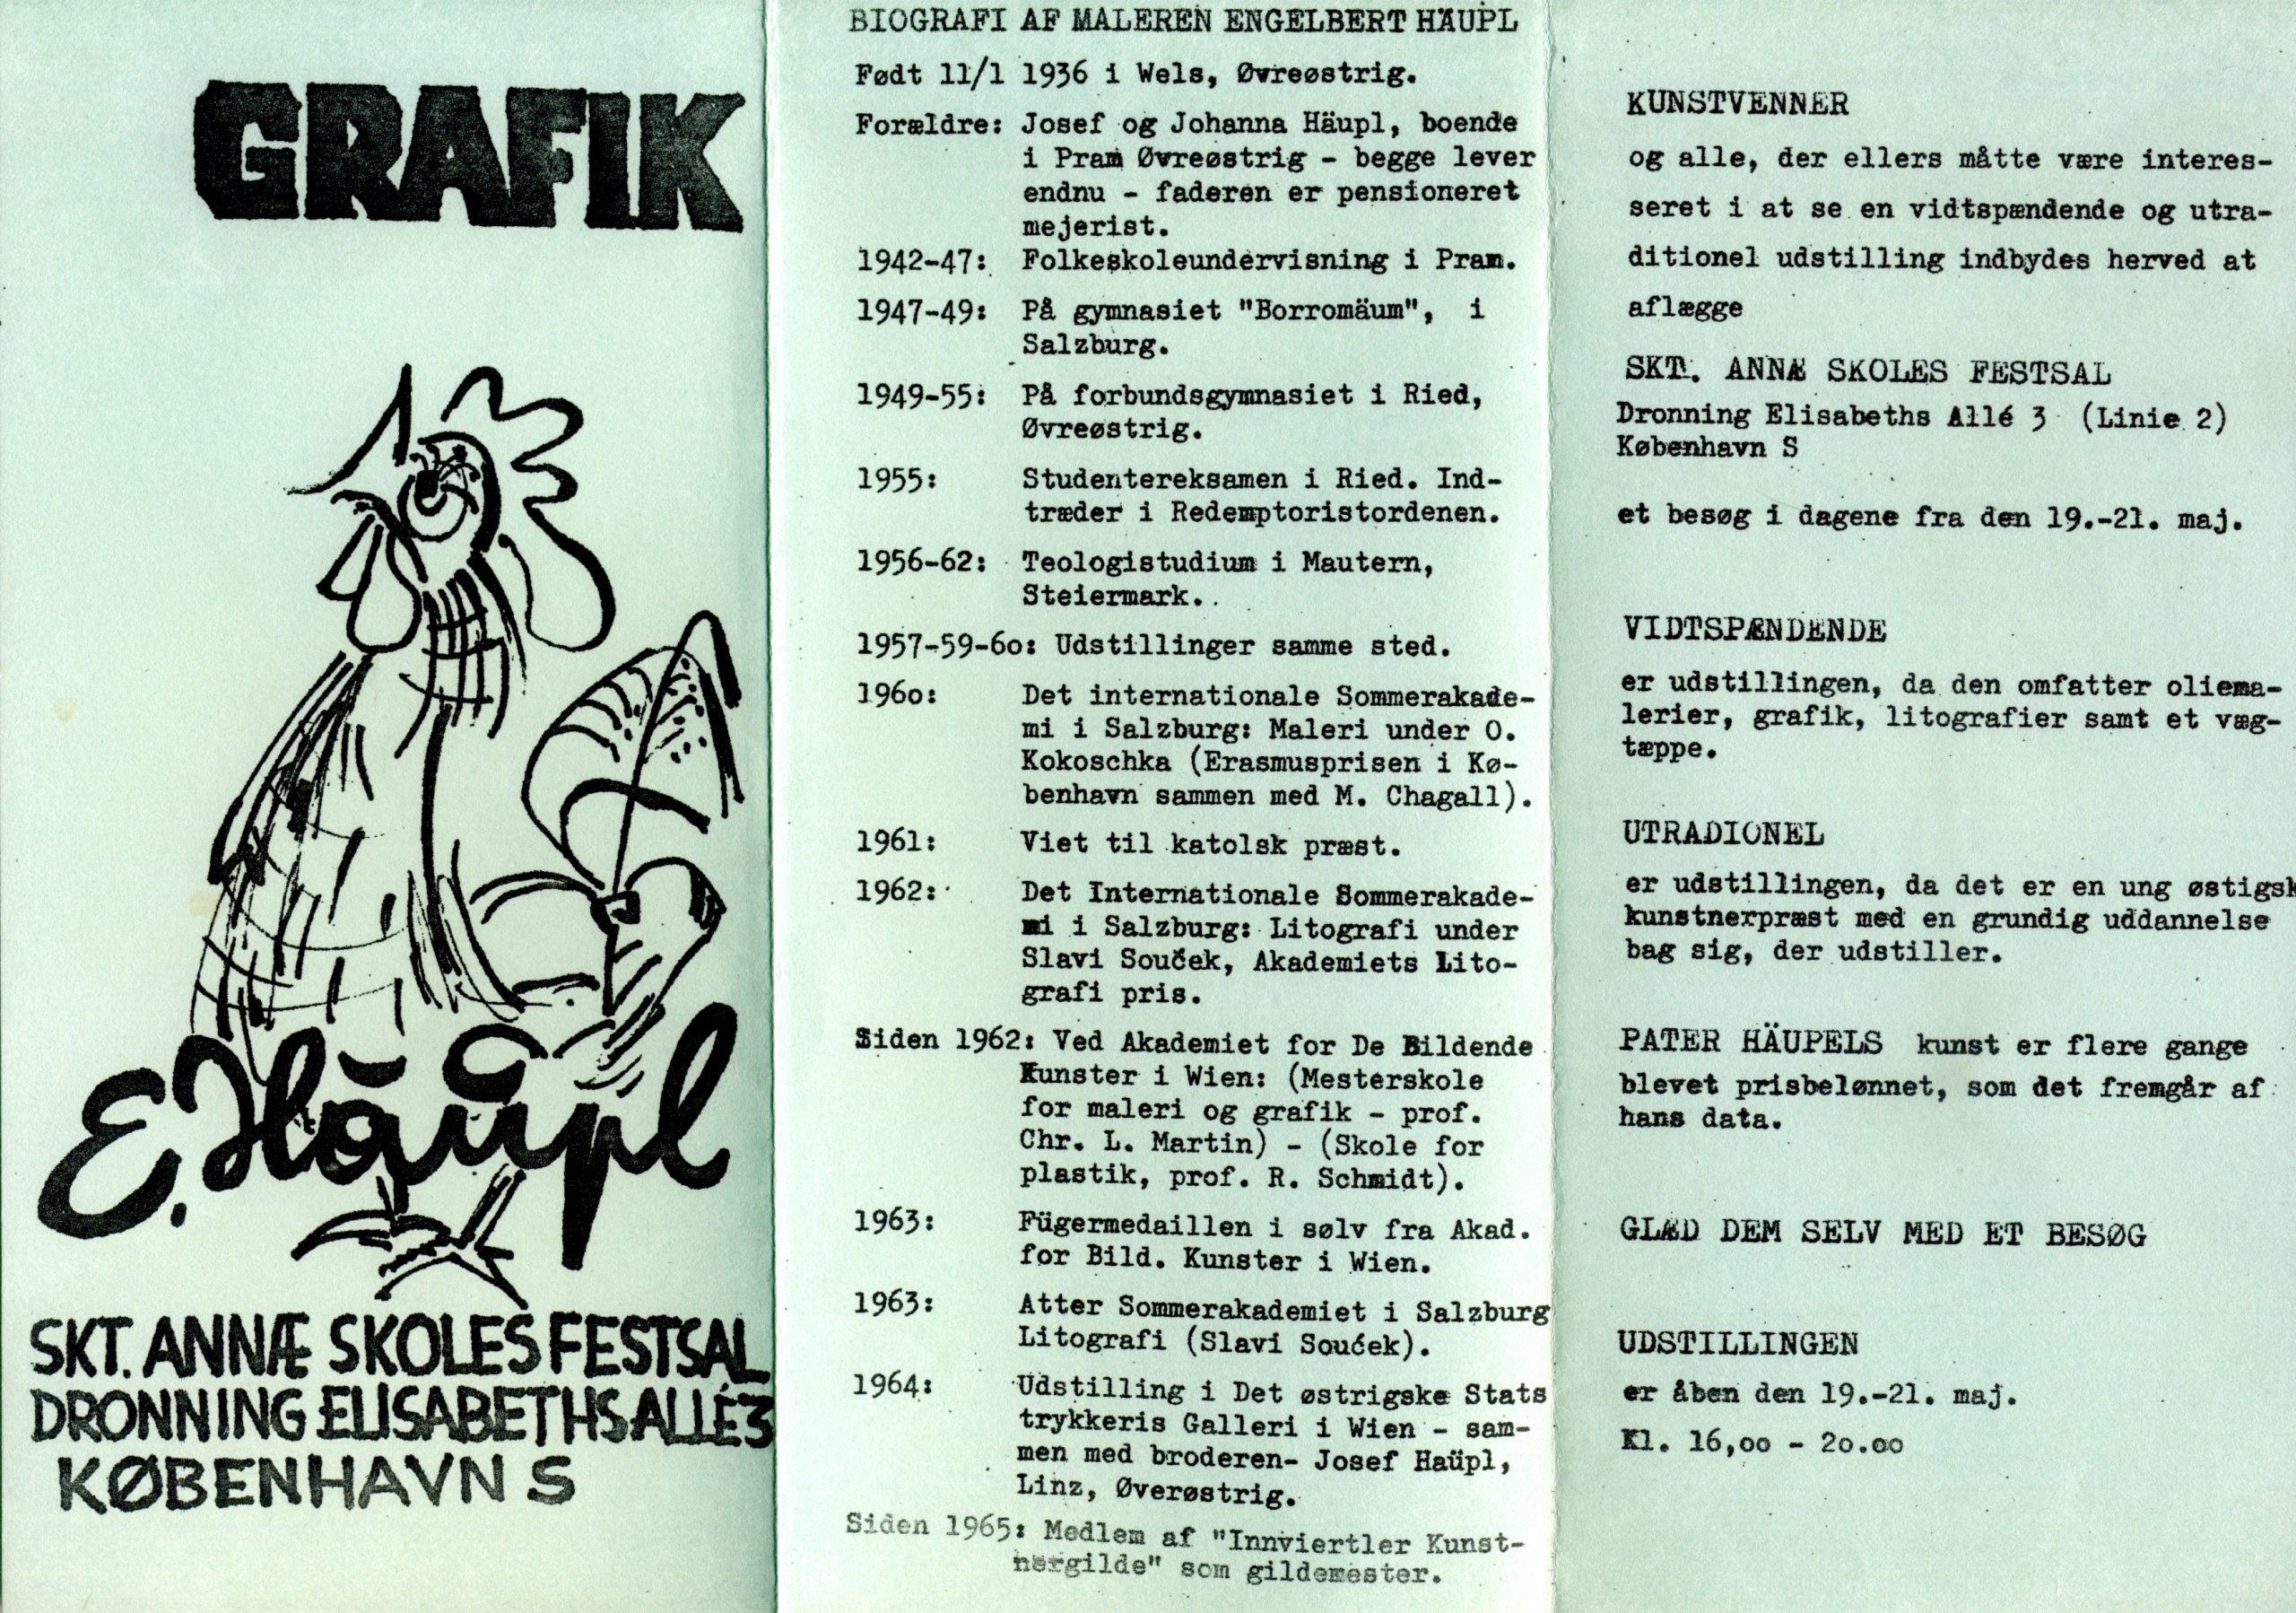 GRAFIK
E. Häupl
SKT. ANNÆ SKOLES FESTSAL
DRONNING ELISABETHS ALLÉ 3
KØBENHAVN S
BIOGRAFI AF MALEREN ENGELBERT HÄUPL
Født 11/1 1936 i Wels, Øvreøstrig.
Forældre: Josef og Johanna Häupl, boende
i Pram Øvreøstrig - begge lever
endnu - faderen er pensioneret
mejerist.
1942-47: Folkeskoleundervisning i Pram.
1947-49: På gymnasiet "Borromäum", i
Salzburg.
1949-55: På forbundsgymnasiet i Ried,
Øvreøstrig.
1955: Studentereksamen i Ried. Ind-
træder i Redemptoristordenen.
1956-62: Teologistudium i Mautern,
Steiermark.
1957-59-6o: Udstillinger samme sted.
196o: Det internationale Sommerakade-
mi i Salzburg: Maleri under O.
Kokoschka (Erasmusprisen i Kø-
benhavn sammen med M. Chagall).
1961: Viet til katolsk præst.
1962: Det Internationale Sommerakade-
mi i Salzburg: Litografi under
Slavi Souček, Akademiets Lito-
grafi pris.
Siden 1962: Ved Akademiet for De Bildende
Kunster i Wien: (Mesterskole
for maleri og grafik - prof.
Chr. L. Martin) - (Skole for
plastik, prof. R. Schmidt).
1963: Fügermedaillen i sølv fra Akad.
for Bild. Kunster i Wien.
1963: Atter Sommerakademiet i Salzburg
Litografi (Slavi Soućek).
1964: Udstilling i Det østrigske Stats
trykkeris Galleri i Wien - sam-
men med broderen- Josef Haüpl,
Linz, Øverøstrig.
Siden 1965: Medlem af "Innviertler Kunst-
nergilde" som gildemester.
KUNSTVENNER
og alle, der ellers måtte være interes-
seret i at se en vidtspændende og utra-
ditionel udstilling indbydes herved at
aflægge
SKT. ANNÆ SKOLES FESTSAL
Dronning Elisabeths Allé 3 (Linie 2)
København S
et besøg i dagene fra den 19.-21. maj.
VIDTSPÆNDENDE
er udstillingen, da den omfatter oliema-
lerier, grafik, litografier samt et væg-
tæppe.
UTRADIONEL
er udstillingen, da det er en ung østigsk
kunstnerpræst med en grundig uddannelse
bag sig, der udstiller.
PATER HÄUPELS kunst er flere gange
blevet prisbelønnet, som det fremgår af
hans data.
GLÆD DEM SELV MED ET BESØG
UDSTILLINGEN
er åben den 19.-21. maj.
Kl. 16,oo - 2o.oo